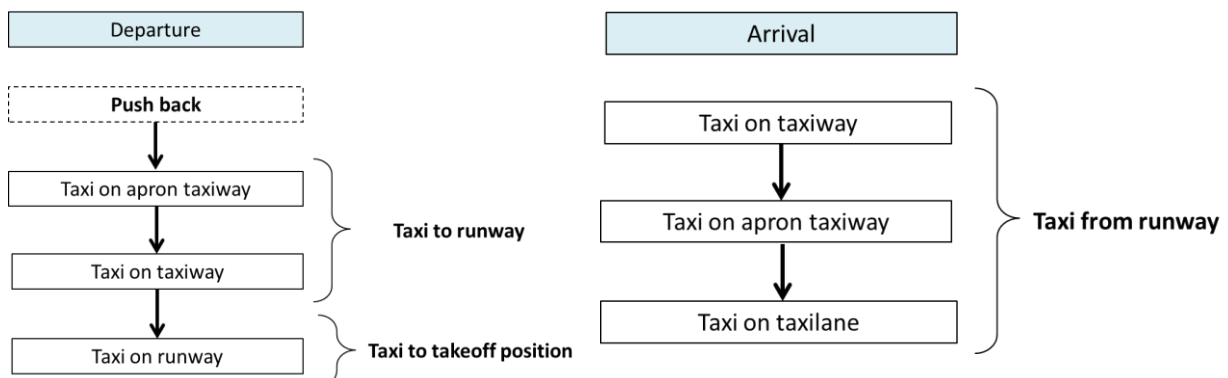 Departure
Push back
Taxi on apron taxiway
Taxi on taxiway
Taxi to runway
Taxi on runway
Taxi to takeoff position
Arrival
Taxi on taxiway
Taxi on apron taxiway
Taxi on taxilane
Taxi from runway